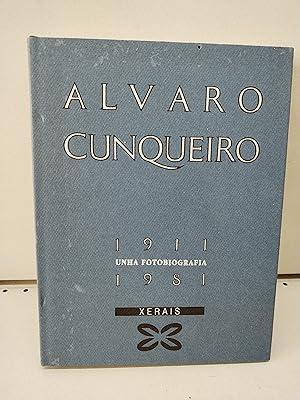 ALVARO
CUNQUEIRO
1911
UNHA FOTOBIOGRAFIA
1981
XERAIS